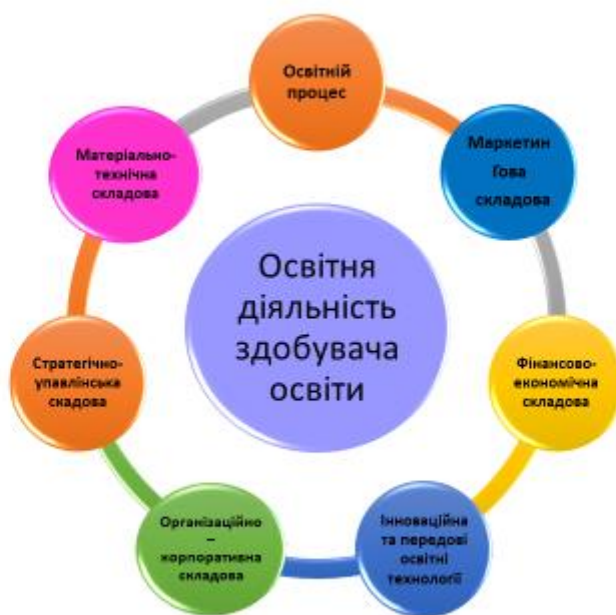 Освітній
процес
Маркетин
Гова
складова
Фінансово-
економічна
складова
Інноваційна
та передові
освітні
технології
Організаційно
–
корпоративна
складова
Стратегічно-
упавлінська
скадова
Матеріально-
технічна
складова
Освітня
діяльність
здобувача
освіти